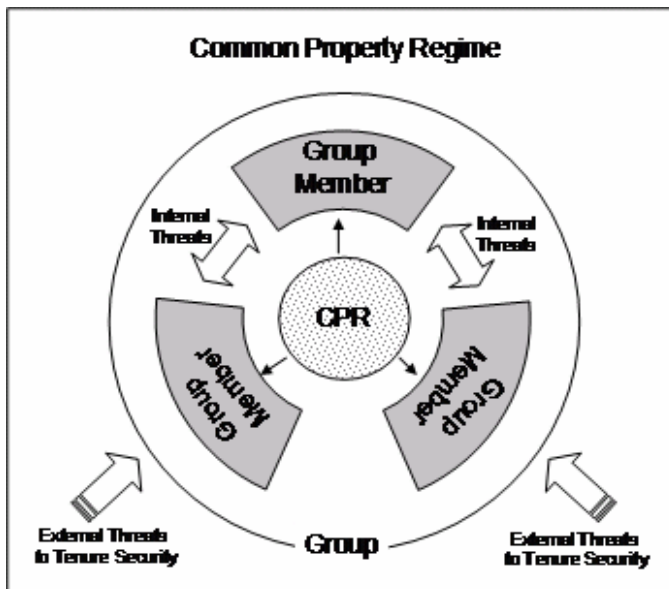 Common Property Regime
Group
Member
Internal
Threats
Internal
Threats
CPR
Group
Member
Group
Member
External Threats
to Tenure Security
Group
External Threats
to Tenure Security